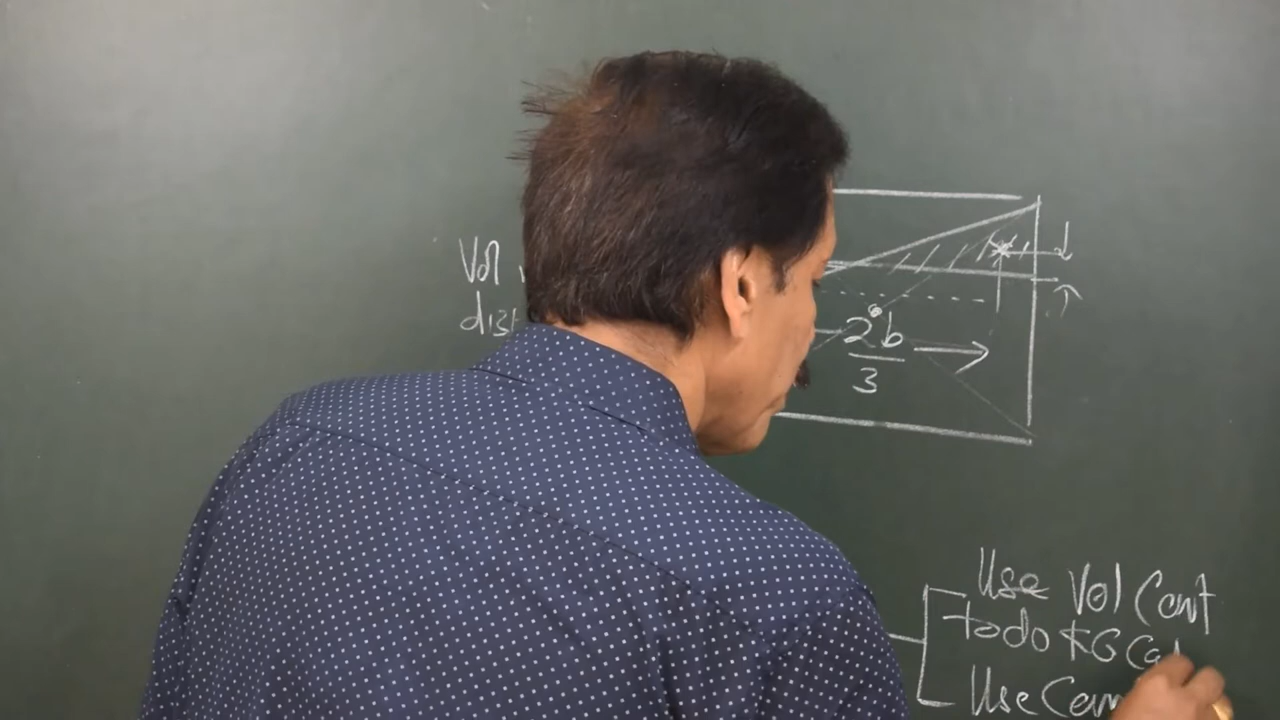 Vol
dist
2b
3
Use Vol Cent
to do KG Cal
Use Cen